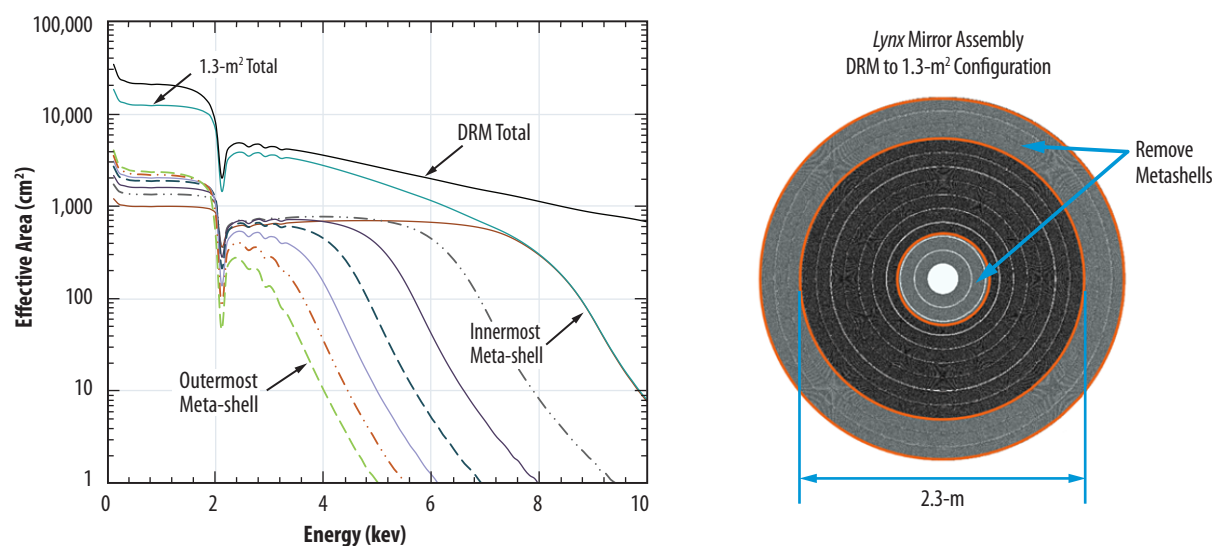 100,000
10,000
1,000
100
10
1
Effective Area (cm²)
1.3-m² Total
DRM Total
Innermost
Meta-shell
Outermost
Meta-shell
0
2
4
6
8
10
Energy (kev)
Lynx Mirror Assembly
DRM to 1.3-m² Configuration
Remove
Metashells
2.3-m